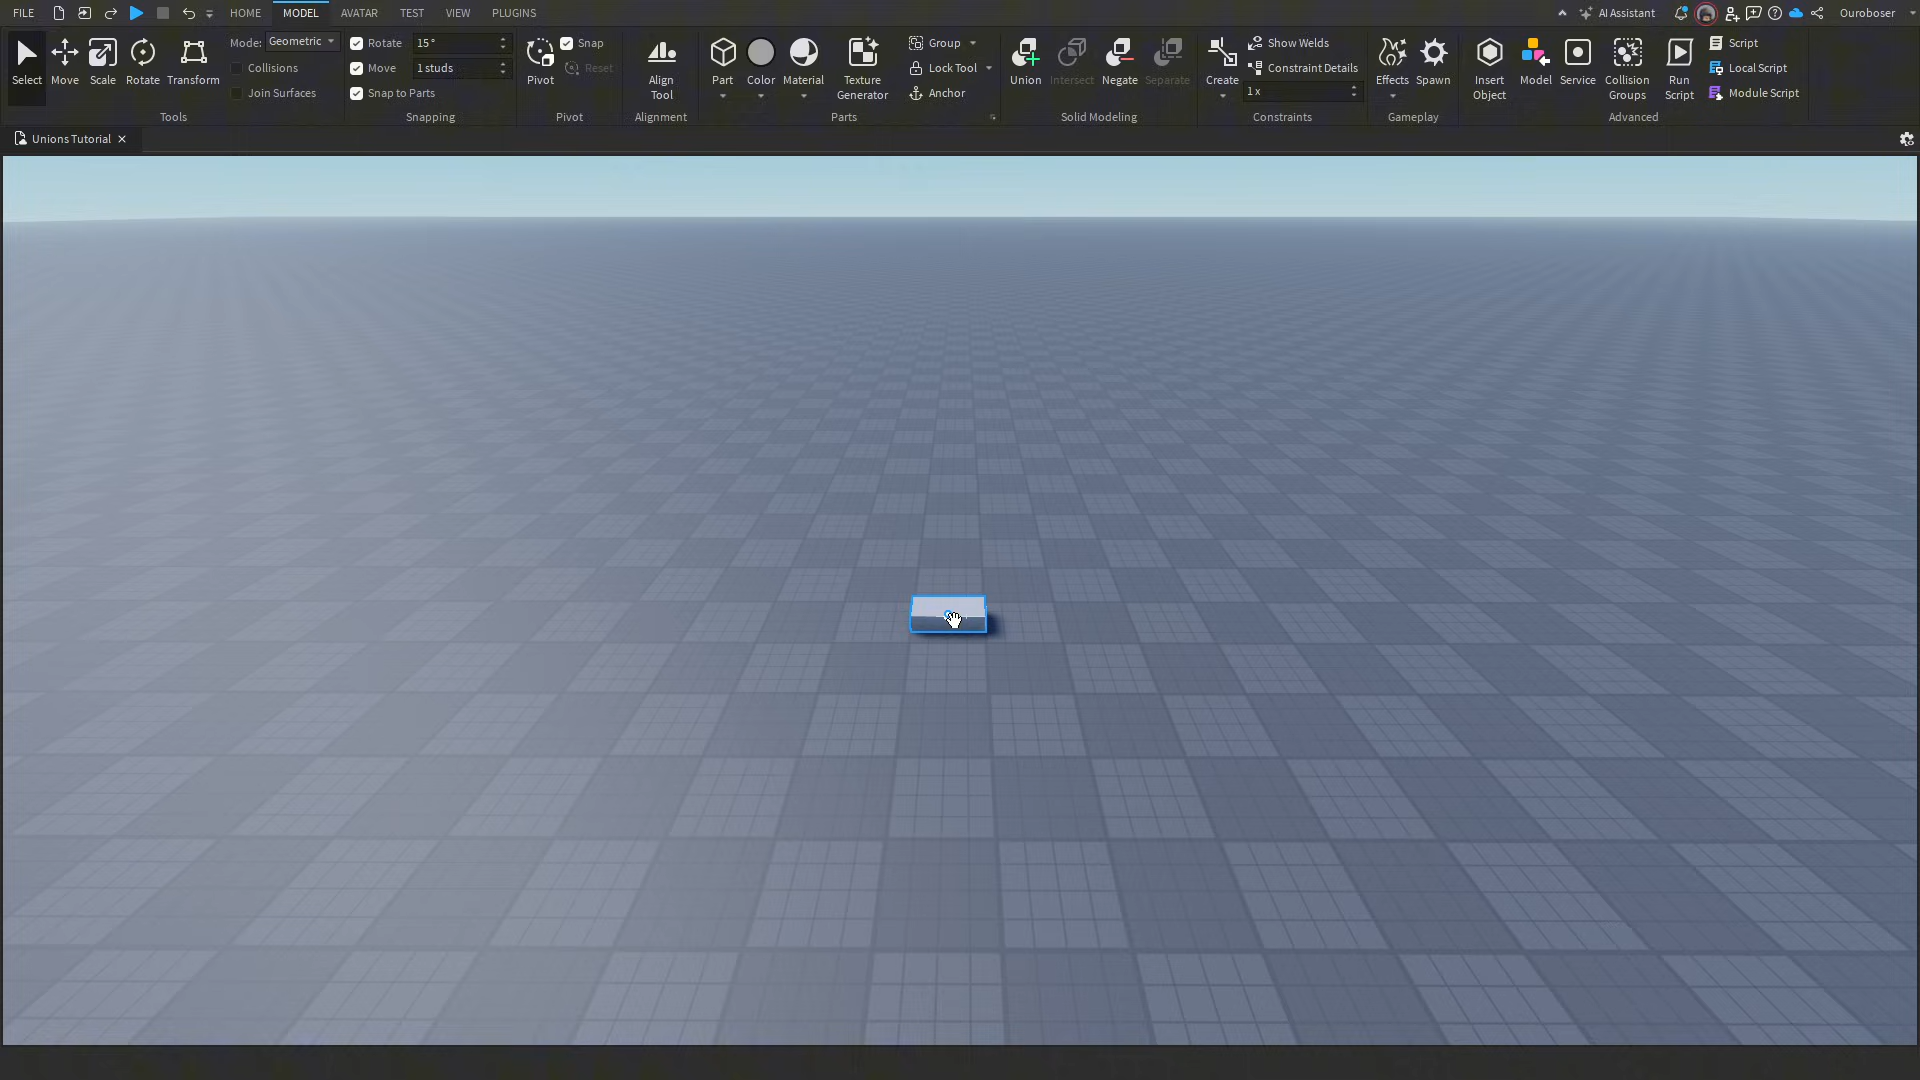 FILE HOME MODEL AVATAR TEST VIEW PLUGINS AI Assistant Ouroboser
Select Move Scale Rotate Transform
Mode: Geometric
Collisions
Join Surfaces
Tools
Rotate 15°
Move 1 studs
Snap to Parts
Snapping
Pivot
Snap
Reset
Pivot
Align
Tool
Alignment
Part Color Material
Texture
Generator
Group
Lock Tool
Anchor
Parts
Union Intersect Negate Separate
Solid Modeling
Create
Show Welds
Constraint Details
1 x
Constraints
Effects Spawn
Gameplay
Insert
Object
Model Service
Collision
Groups
Run
Script
Script
Local Script
Module Script
Advanced
Unions Tutorial